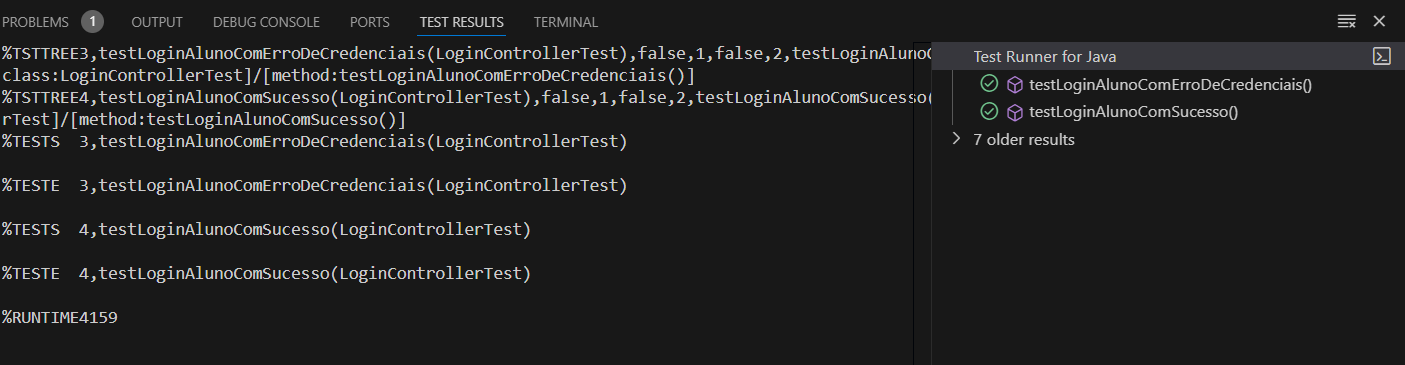 PROBLEMS 1 OUTPUT DEBUG CONSOLE PORTS TEST RESULTS TERMINAL
%TSTTREE3,testLoginAlunoComErroDeCredenciais(LoginControllerTest),false,1,false,2,testLoginAluno
class:LoginControllerTest]/[method:testLoginAlunoComErroDeCredenciais()]
%TSTTREE4,testLoginAlunoComSucesso(LoginControllerTest),false,1,false,2,testLoginAlunoComSucesso
rTest]/[method:testLoginAlunoComSucesso()]
%TESTS  3,testLoginAlunoComErroDeCredenciais(LoginControllerTest)
%TESTE  3,testLoginAlunoComErroDeCredenciais(LoginControllerTest)
%TESTS  4,testLoginAlunoComSucesso(LoginControllerTest)
%TESTE  4,testLoginAlunoComSucesso(LoginControllerTest)
%RUNTIME4159
Test Runner for Java
testLoginAlunoComErroDeCredenciais()
testLoginAlunoComSucesso()
7 older results